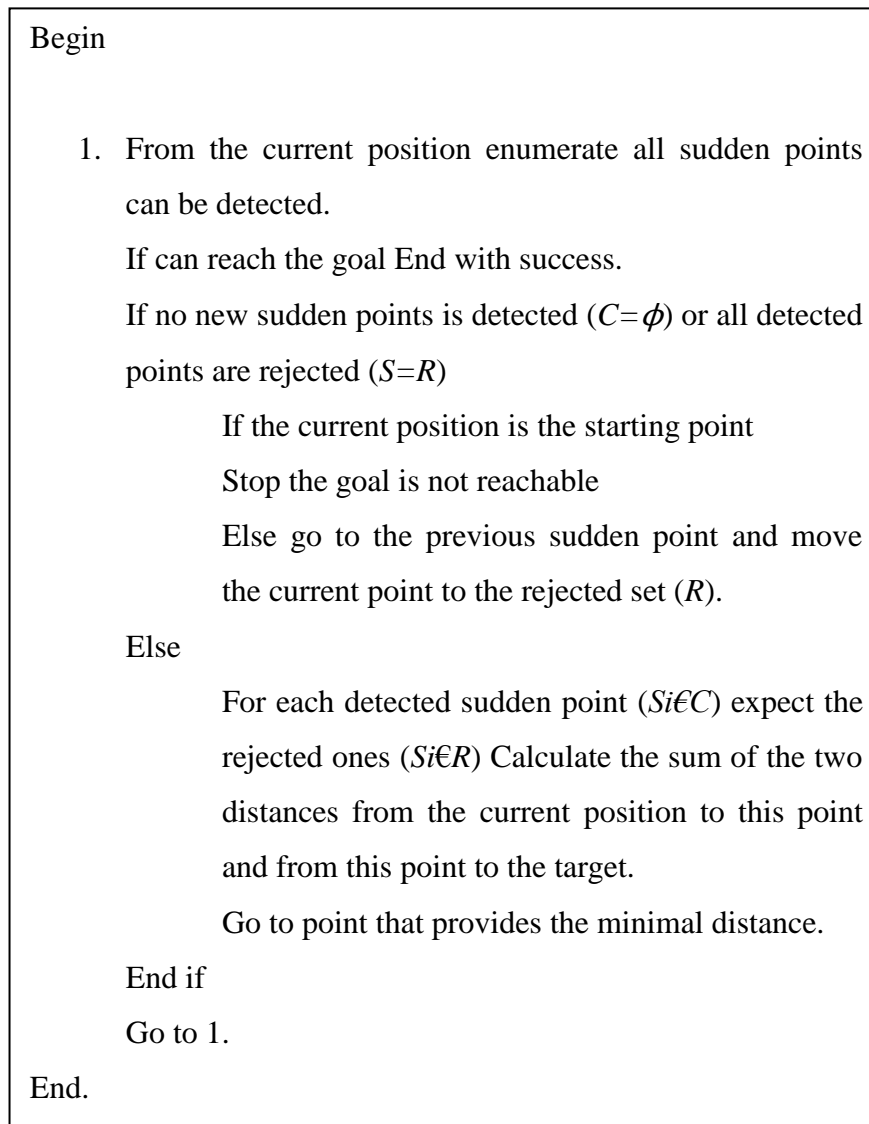 Begin
1. From the current position enumerate all sudden points
can be detected.
If can reach the goal End with success.
If no new sudden points is detected (C=ϕ) or all detected
points are rejected (S=R)
If the current position is the starting point
Stop the goal is not reachable
Else go to the previous sudden point and move
the current point to the rejected set (R).
Else
For each detected sudden point (Si€C) expect the
rejected ones (Si€R) Calculate the sum of the two
distances from the current position to this point
and from this point to the target.
Go to point that provides the minimal distance.
End if
Go to 1.
End.